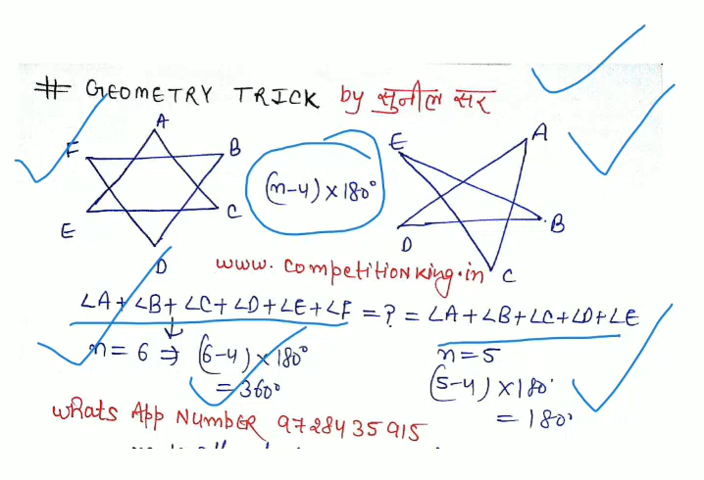 # GEOMETRY TRICK by सुनील सर
A
F
B
E
C
D
(n-4) x 180°
E
A
D
B
C
www.competitionking.in
∠A + ∠B + ∠C + ∠D + ∠E + ∠F = ? = ∠A + ∠B + ∠C + ∠D + ∠E
n = 6 ⇒ (6-4) x 180°
= 360°
n = 5
(5-4) x 180°
= 180°
Whats App Number 9728435915